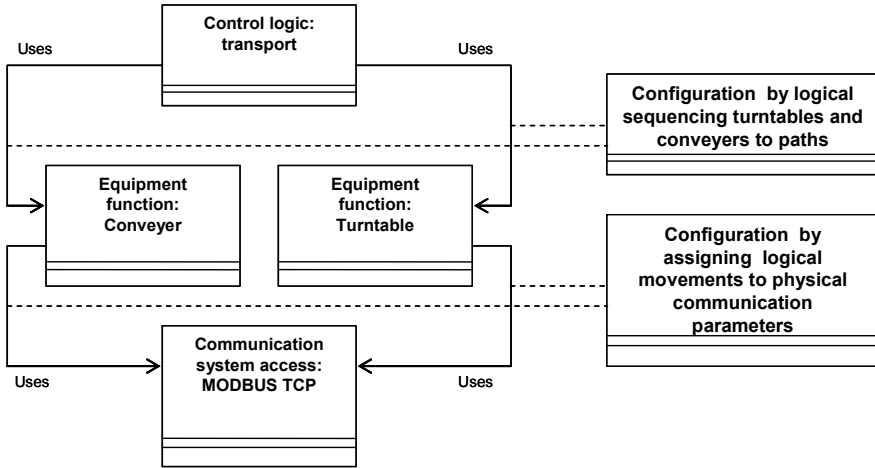 Control logic:
transport
Uses
Uses
Configuration by logical
sequencing turntables and
conveyers to paths
Equipment
function:
Conveyer
Equipment
function:
Turntable
Configuration by
assigning logical
movements to physical
communication
parameters
Communication
system access:
MODBUS TCP
Uses
Uses